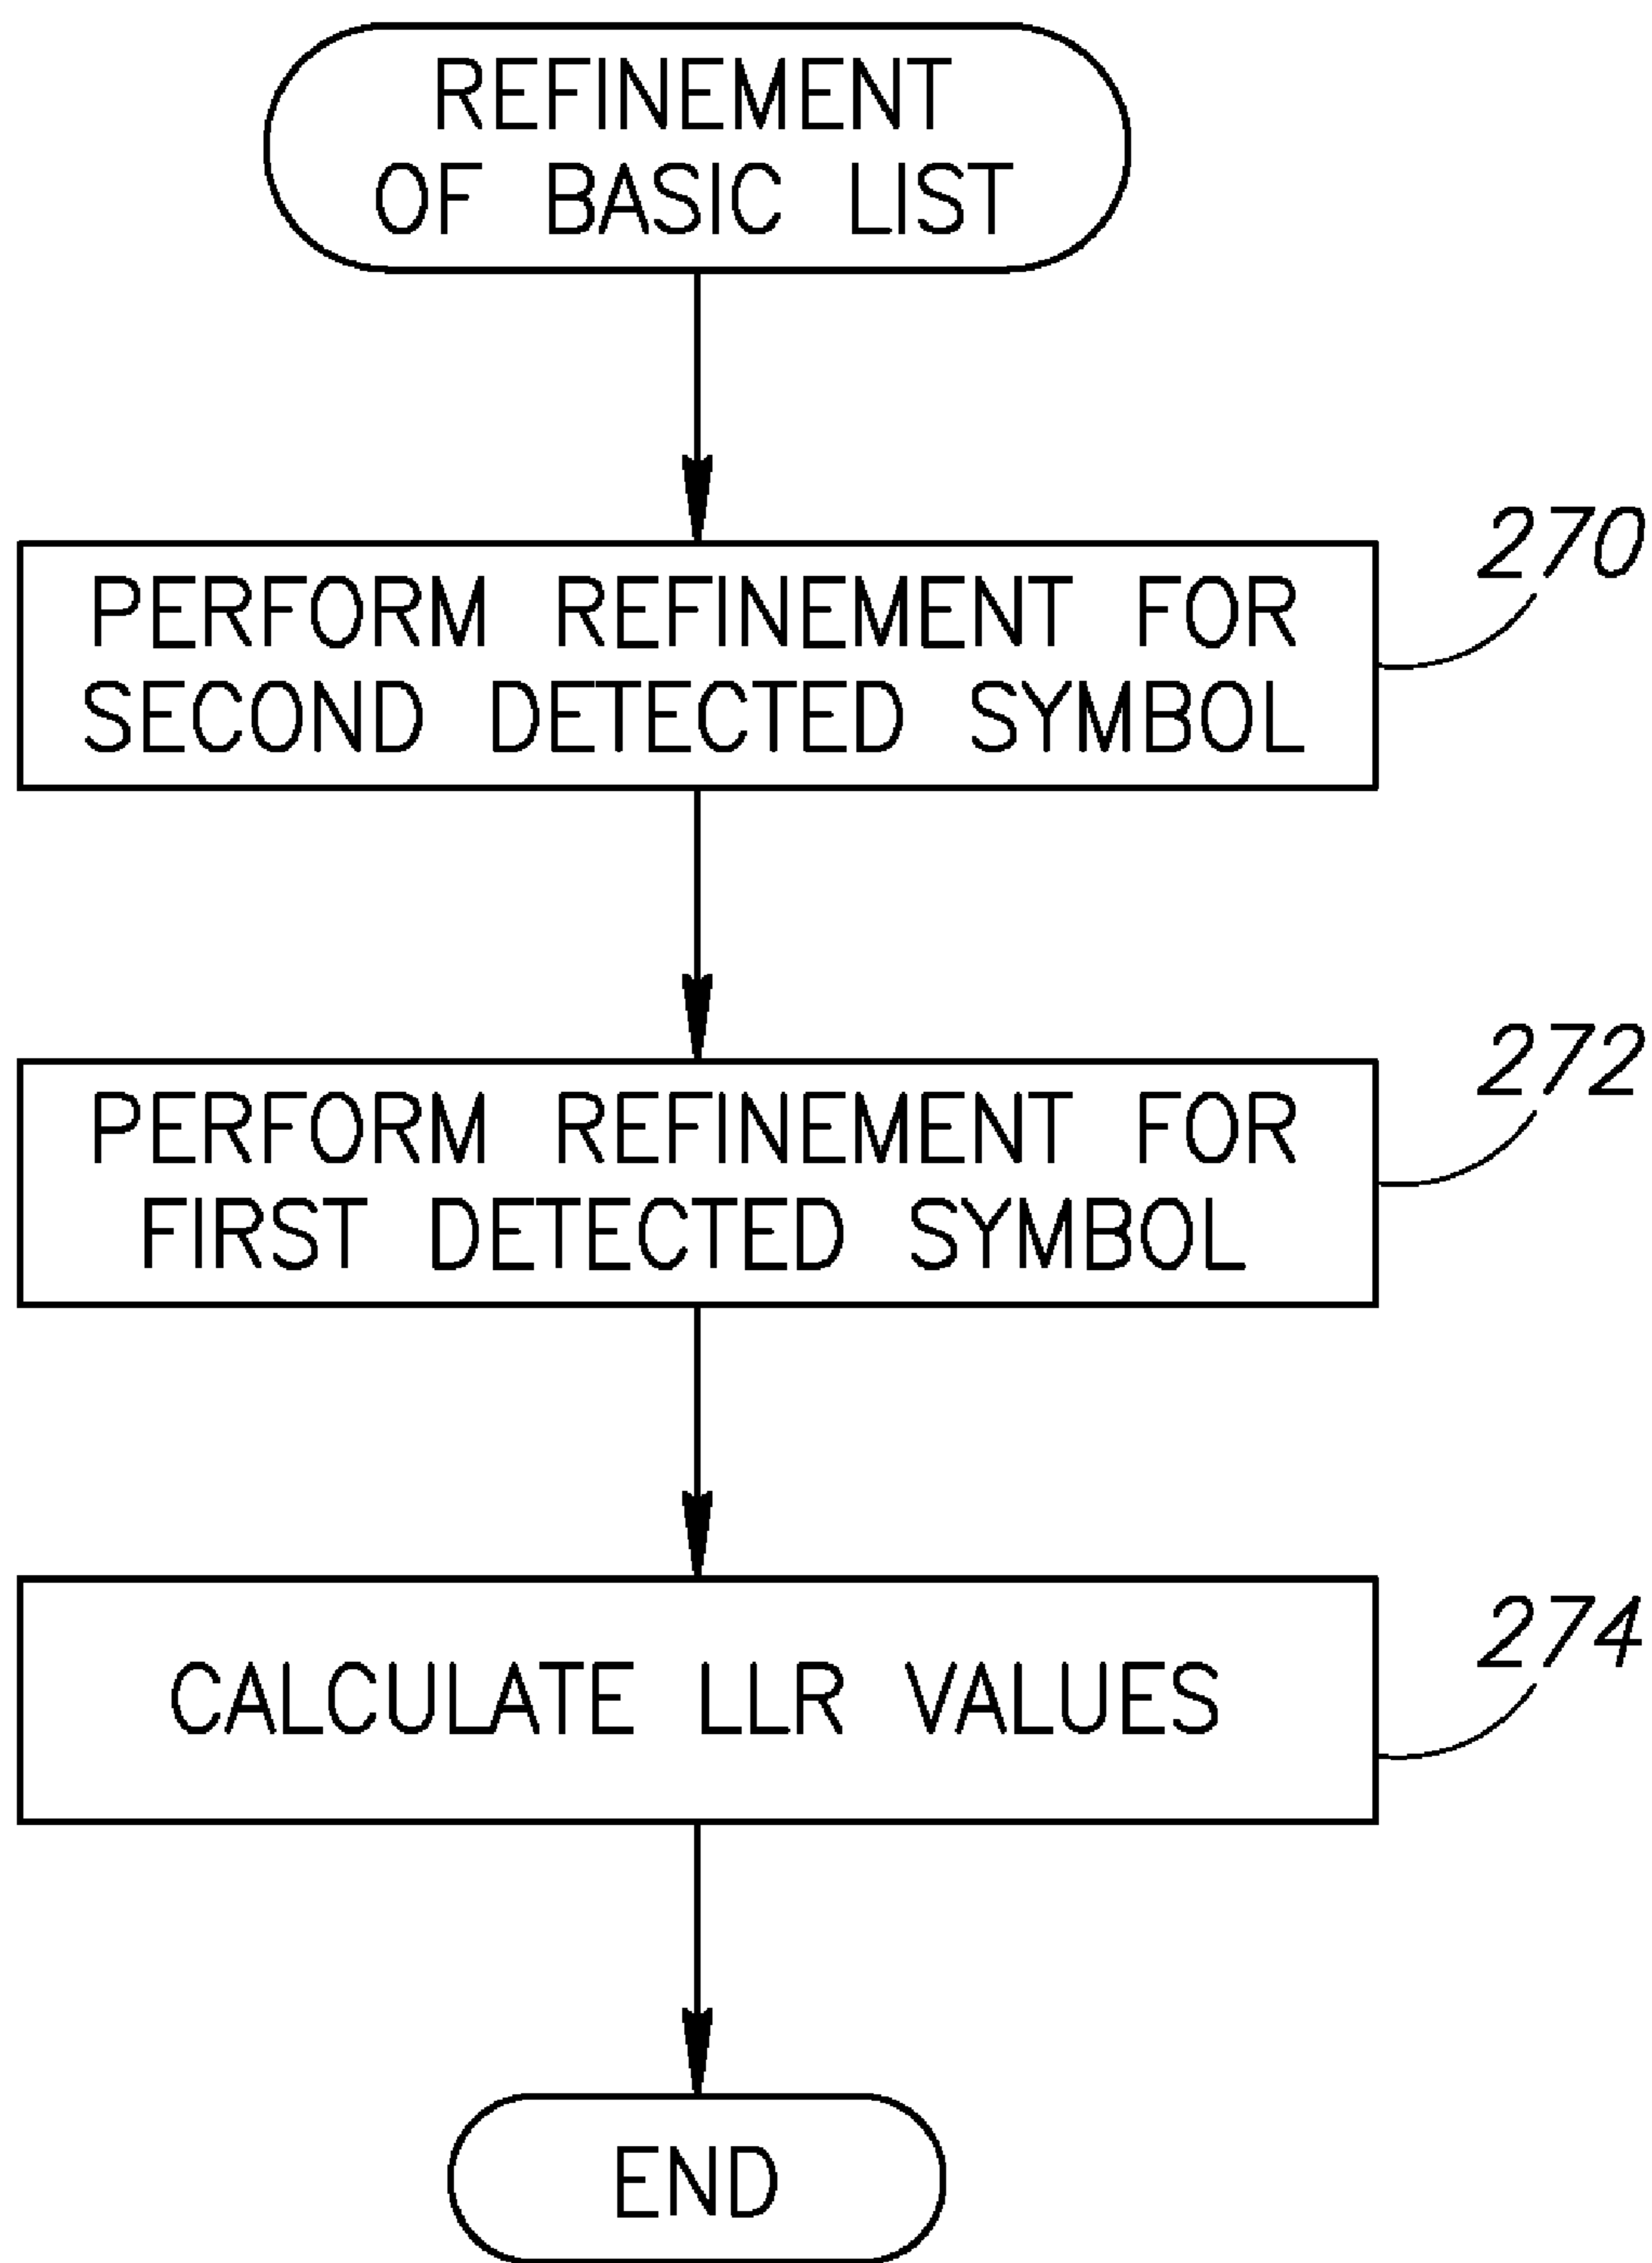 REFINEMENT
OF BASIC LIST
270
PERFORM REFINEMENT FOR
SECOND DETECTED SYMBOL
272
PERFORM REFINEMENT FOR
FIRST DETECTED SYMBOL
274
CALCULATE LLR VALUES
END